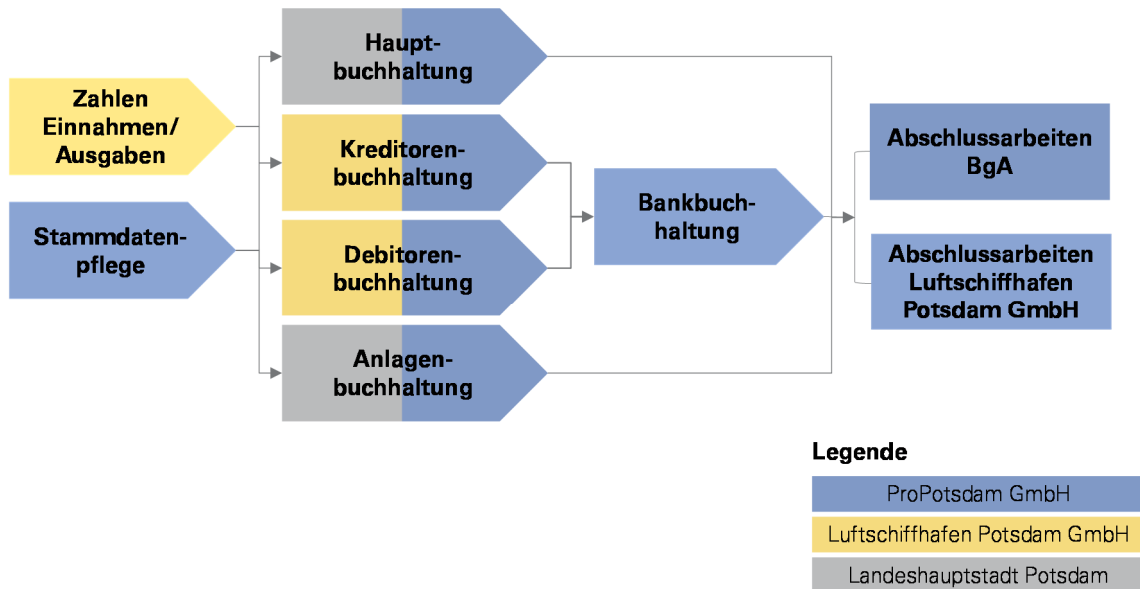 Haupt-
buchhaltung
Zahlen
Einnahmen/
Ausgaben
Kreditoren-
buchhaltung
Stammdaten-
pflege
Debitoren-
buchhaltung
Anlagen-
buchhaltung
Bankbuch-
haltung
Abschlussarbeiten
BgA
Abschlussarbeiten
Luftschiffhafen
Potsdam GmbH
Legende
ProPotsdam GmbH
Luftschiffhafen Potsdam GmbH
Landeshauptstadt Potsdam